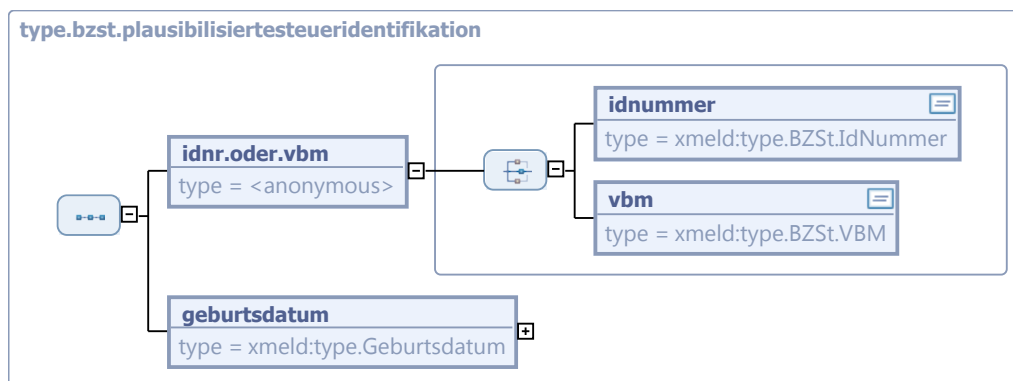 type.bzst.plausibilisiertesteueridentifikation
idnummer
type = xmeld:type.BZSt.IdNummer
idnr.oder.vbm
type = <anonymous>
vbm
type = xmeld:type.BZSt.VBM
geburtsdatum
type = xmeld:type.Geburtsdatum